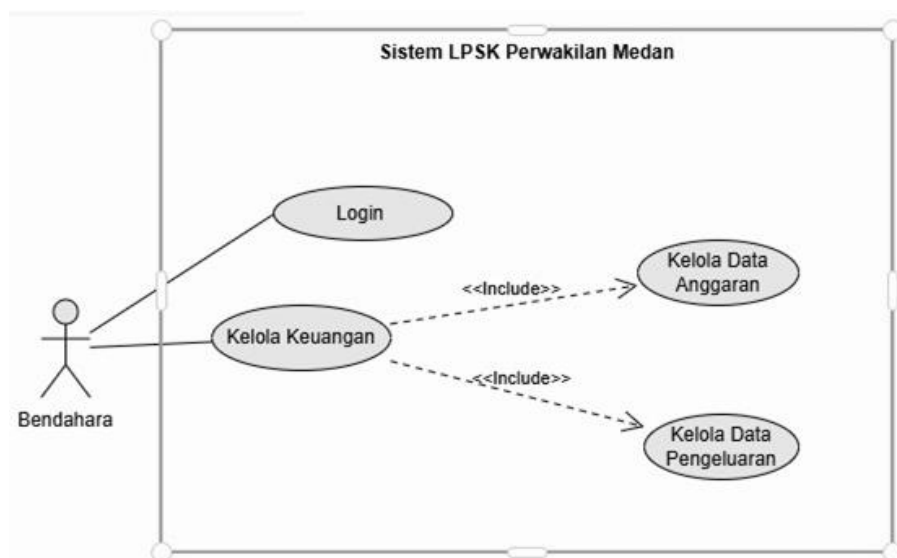 Sistem LPSK Perwakilan Medan
Login
Kelola Data
Anggaran
<<Include>>
Kelola Keuangan
<<Include>>
Bendahara
Kelola Data
Pengeluaran